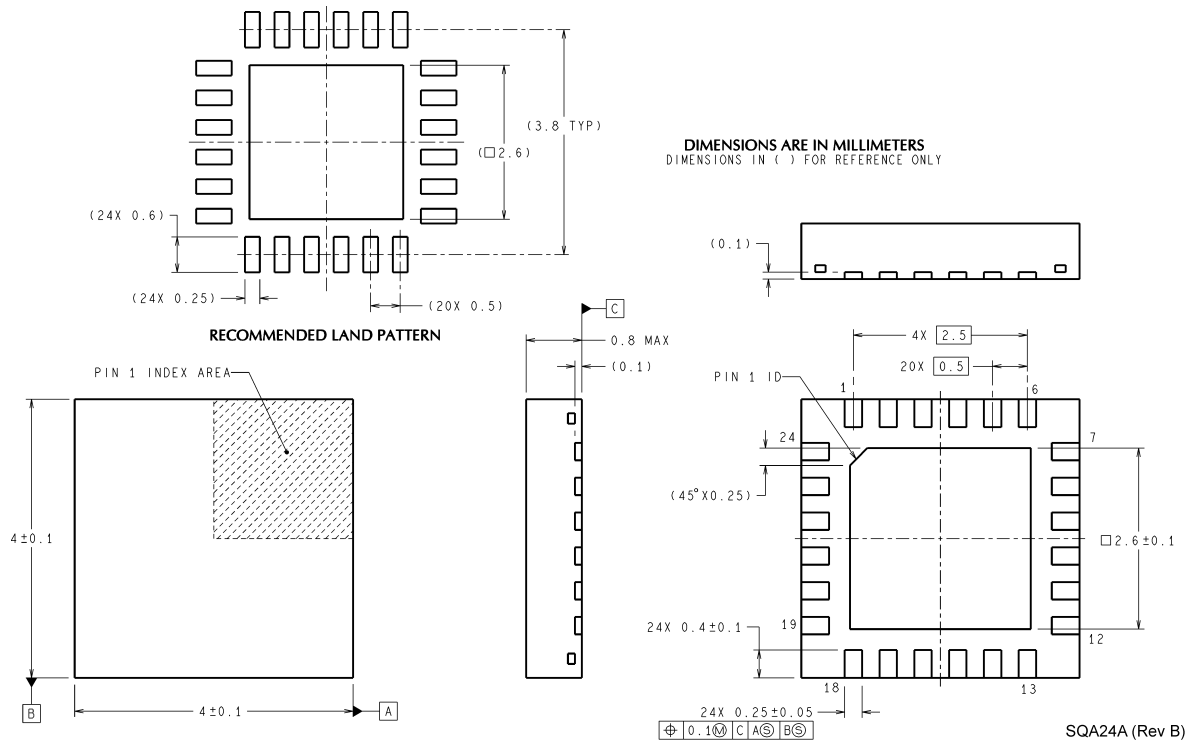 (3.8 TYP)
(□2.6)
(24X 0.6)
(24X 0.25)
(20X 0.5)
RECOMMENDED LAND PATTERN
DIMENSIONS ARE IN MILLIMETERS
DIMENSIONS IN ( ) FOR REFERENCE ONLY
(0.1)
C
0.8 MAX
(0.1)
PIN 1 INDEX AREA
4±0.1
B
4±0.1
A
4X 2.5
20X 0.5
PIN 1 ID
1
6
24
7
(45°X0.25)
□2.6±0.1
19
12
24X 0.4±0.1
18
13
24X 0.25±0.05
⌖ 0.1Ⓜ C AⓈ BⓈ
SQA24A (Rev B)